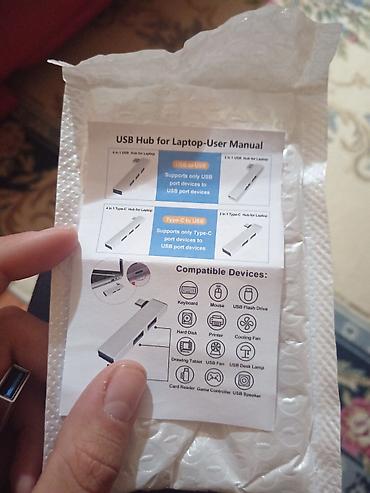 USB Hub for Laptop-User Manual
4 in 1 USB Hub for Laptop
USB to USB
3 in 1 USB Hub for Laptop
Supports only USB
port devices to
USB port devices
4 in 1 Type-C Hub for Laptop
Type-C to USB
3 in 1 Type-C Hub for Laptop
Supports only Type-C
port devices to
USB port devices
Compatible Devices:
Keyboard Mouse USB Flash Drive
Hard Disk Printer Cooling Fan
Drawing Tablet USB Fan USB Desk Lamp
Card Reader Game Controller USB Speaker